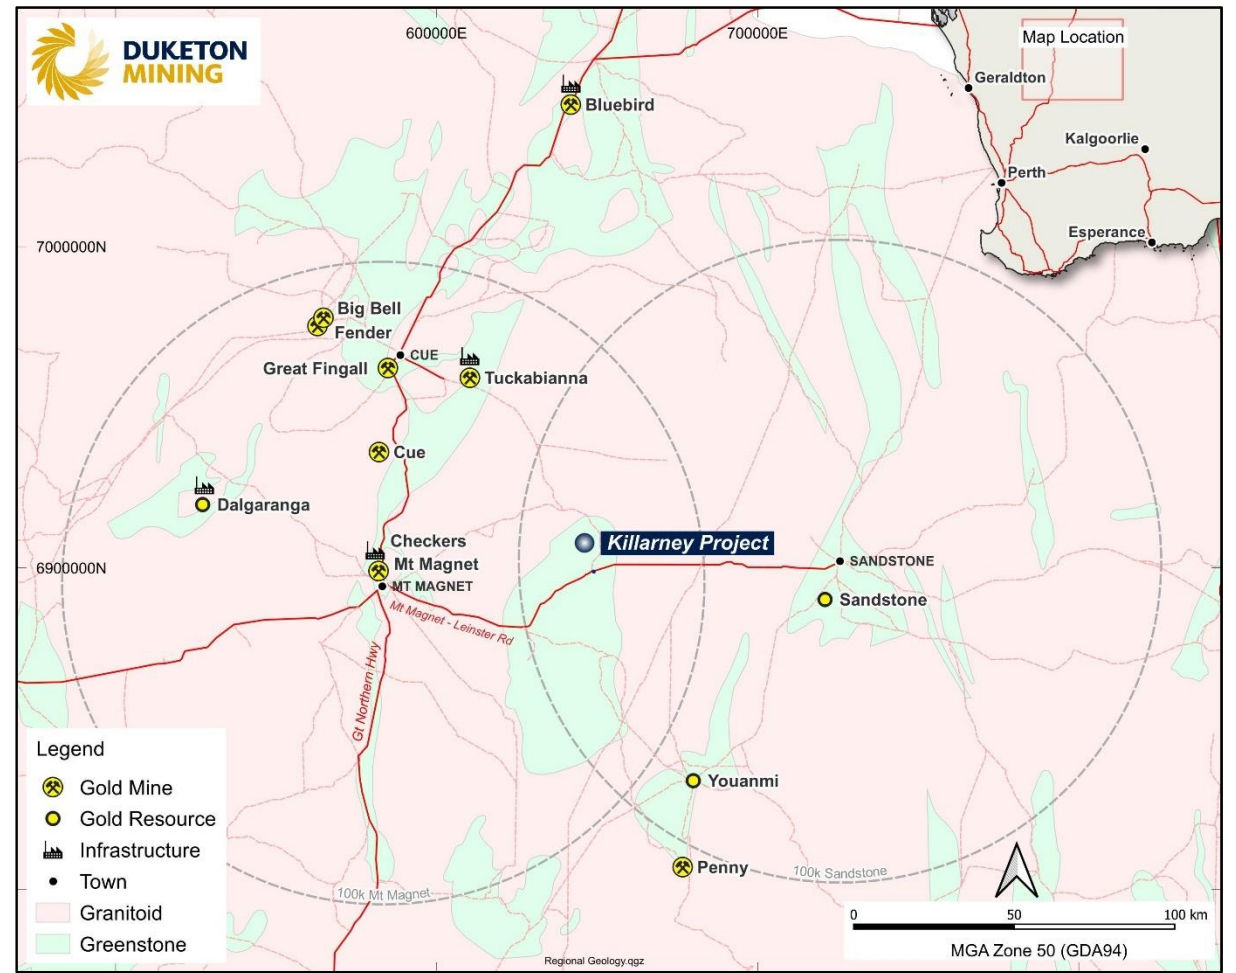 DUKETON
MINING
600000E
700000E
Map Location
Geraldton
Kalgoorlie
Perth
Esperance
Bluebird
7000000N
Big Bell
Fender
CUE
Great Fingall
Tuckabianna
Cue
Dalgaranga
Killarney Project
Checkers
Mt Magnet
6900000N
MT MAGNET
SANDSTONE
Sandstone
Mt Magnet - Leinster Rd
Gt Northern Hwy
Youanmi
Penny
100k Mt Magnet
100k Sandstone
Legend
Gold Mine
Gold Resource
Infrastructure
Town
Granitoid
Greenstone
0 50 100 km
MGA Zone 50 (GDA94)
Regional Geology.qgz